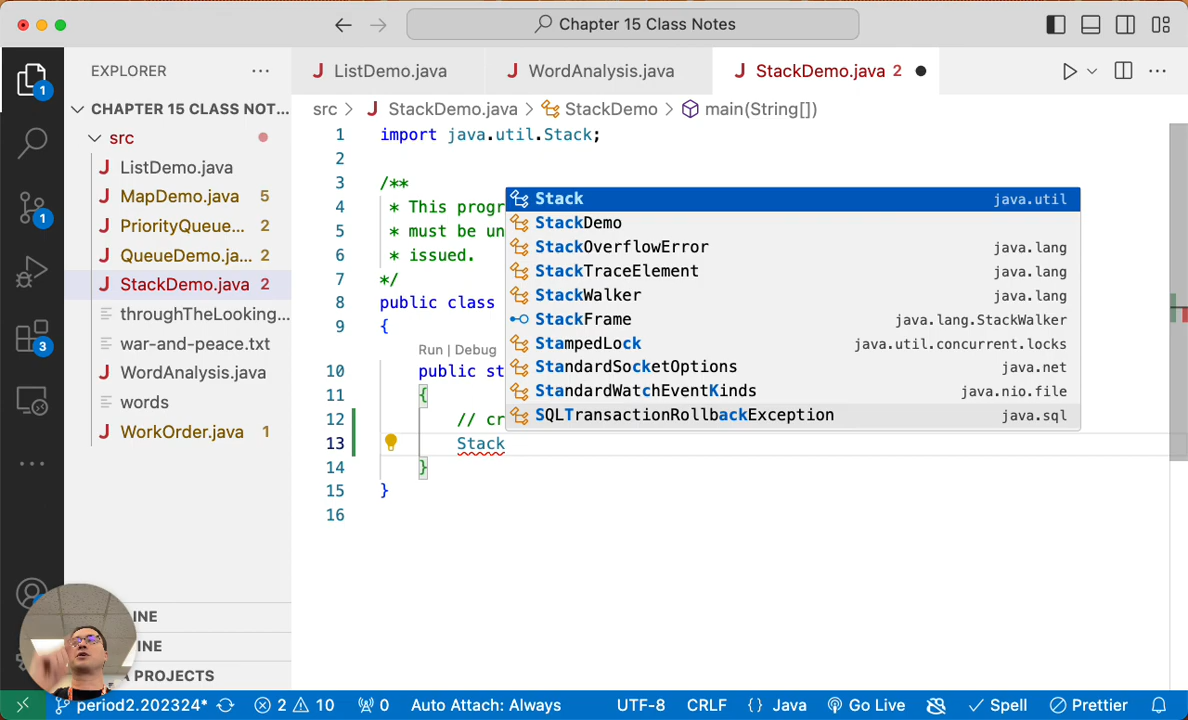 Chapter 15 Class Notes
EXPLORER
ListDemo.java
WordAnalysis.java
StackDemo.java 2
CHAPTER 15 CLASS NOT...
src
ListDemo.java
MapDemo.java 5
PriorityQueue... 2
QueueDemo.ja... 2
StackDemo.java 2
throughTheLooking...
war-and-peace.txt
WordAnalysis.java
words
WorkOrder.java 1
INE
INE
PROJECTS
1
1
3
src > StackDemo.java > StackDemo > main(String[])
1 import java.util.Stack;
2
3 /**
4 * This progr
5 * must be un
6 * issued.
7 */
8 public class
9 {
Run | Debug
10 public st
11 {
12 // cr
13 Stack
14 }
15 }
16
Stack java.util
StackDemo
StackOverflowError java.lang
StackTraceElement java.lang
StackWalker java.lang
StackFrame java.lang.StackWalker
StampedLock java.util.concurrent.locks
StandardSocketOptions java.net
StandardWatchEventKinds java.nio.file
SQLTransactionRollbackException java.sql
period2.202324* 2 10 0 Auto Attach: Always UTF-8 CRLF {} Java Go Live Spell Prettier